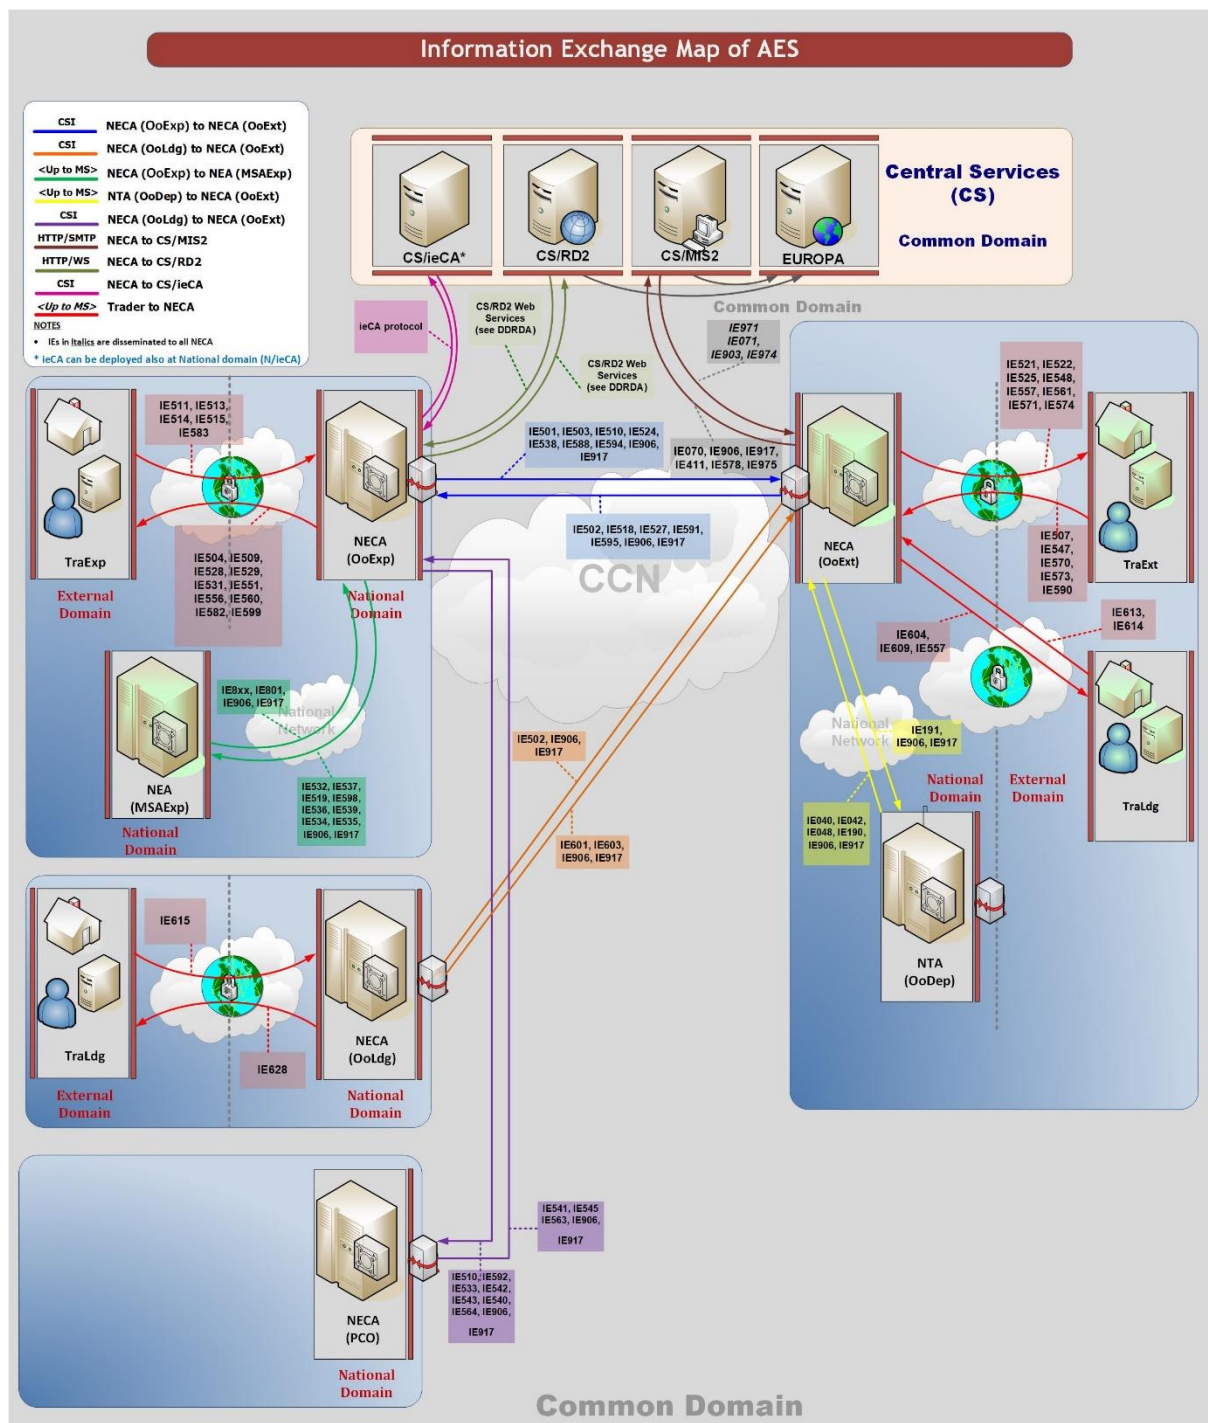 Information Exchange Map of AES
CSI NECA (OoExp) to NECA (OoExt)
CSI NECA (OoLdg) to NECA (OoExt)
<Up to MS> NECA (OoExp) to NEA (MSAExp)
<Up to MS> NTA (OoDep) to NECA (OoExt)
CSI NECA (OoLdg) to NECA (OoExt)
HTTP/SMTP NECA to CS/MIS2
HTTP/WS NECA to CS/RD2
CSI NECA to CS/ieCA
<Up to MS> Trader to NECA
NOTES
• IEs in Italics are disseminated to all NECA
* ieCA can be deployed also at National domain (N/ieCA)
CS/ieCA*
CS/RD2
CS/MIS2
EUROPA
Central Services
(CS)
Common Domain
Common Domain
ieCA protocol
CS/RD2 Web
Services
(see DDRDA)
CS/RD2 Web
Services
(see DDRDA)
IE971
IE071,
IE903, IE974
IE070, IE906, IE917,
IE411, IE578, IE975
IE511, IE513,
IE514, IE515,
IE583
IE504, IE509,
IE528, IE529,
IE531, IE551,
IE556, IE560,
IE582, IE599
TraExp
External
Domain
NECA
(OoExp)
National
Domain
IE501, IE503, IE510, IE524,
IE538, IE588, IE594, IE906,
IE917
IE502, IE518, IE527, IE591,
IE595, IE906, IE917
CCN
NECA
(OoExt)
IE521, IE522,
IE525, IE548,
IE557, IE561,
IE571, IE574
IE507,
IE547,
IE570,
IE573,
IE590
TraExt
IE613,
IE614
IE604,
IE609, IE557
TraLdg
National
Domain
External
Domain
National
Network
IE191,
IE906, IE917
IE040, IE042,
IE048, IE190,
IE906, IE917
NTA
(OoDep)
IE8xx, IE801,
IE906, IE917
National
Network
IE532, IE537,
IE519, IE598,
IE536, IE539,
IE534, IE535,
IE906, IE917
NEA
(MSAExp)
National
Domain
IE502, IE906,
IE917
IE601, IE603,
IE906, IE917
IE615
IE628
TraLdg
External
Domain
NECA
(OoLdg)
National
Domain
IE541, IE545
IE563, IE906,
IE917
IE510, IE592,
IE533, IE542,
IE543, IE540,
IE564, IE906,
IE917
NECA
(PCO)
National
Domain
Common Domain